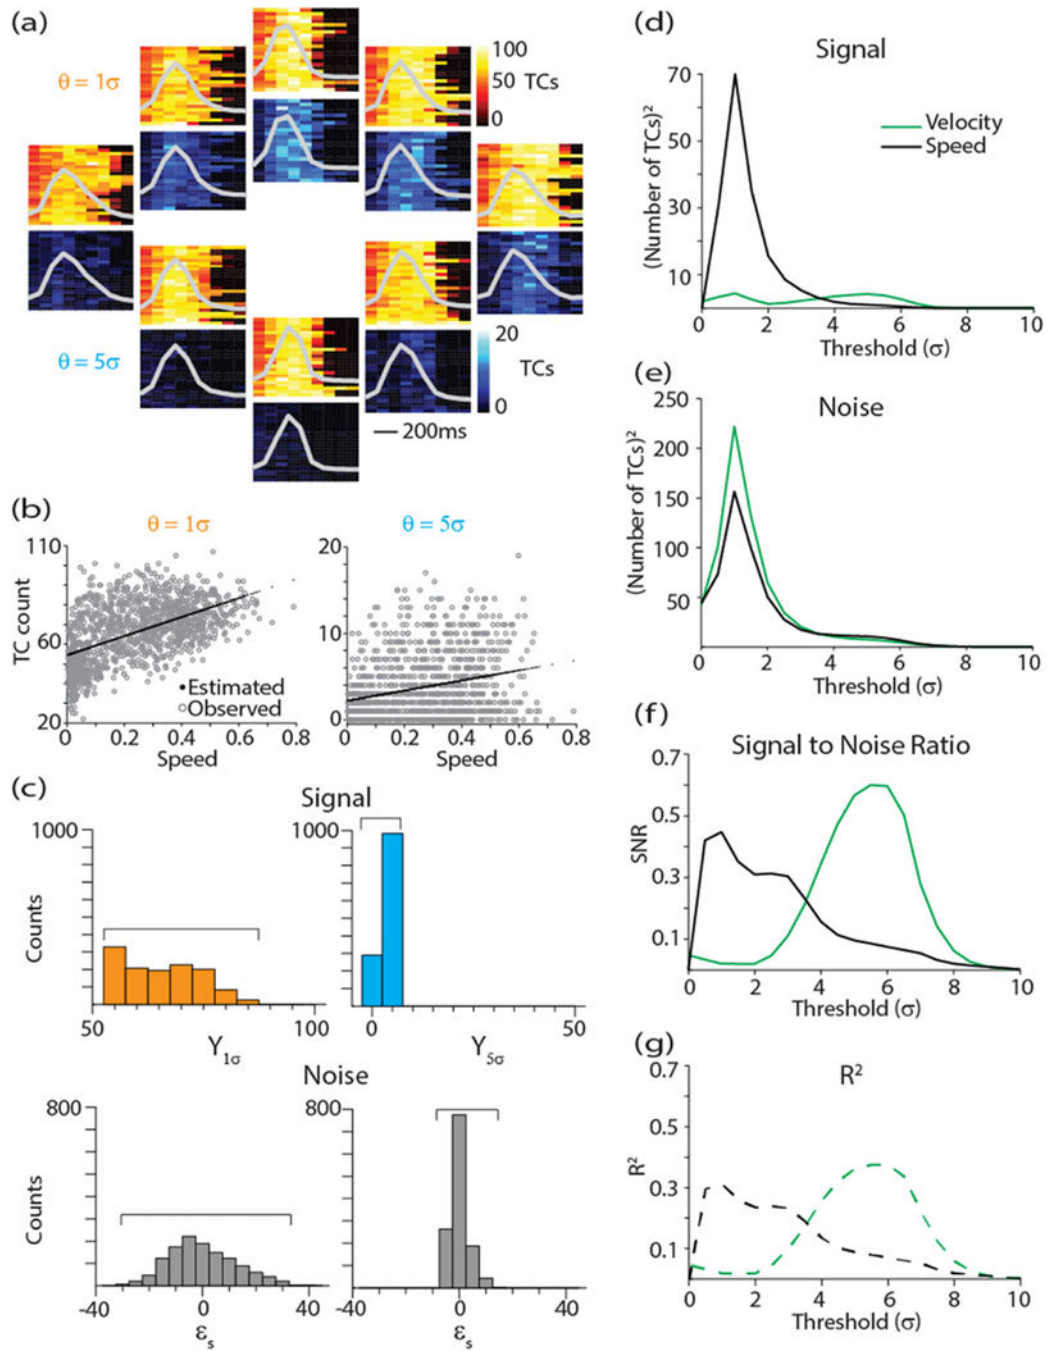 (a)
θ = 1σ
100
50
0
TCs
θ = 5σ
20
0
TCs
200ms
(b)
θ = 1σ
θ = 5σ
110
60
20
TC count
Estimated
Observed
0 0.2 0.4 0.6 0.8
Speed
20
10
0
0 0.2 0.4 0.6 0.8
Speed
(c)
Signal
1000
Counts
50 100
Y1σ
1000
0 50
Y5σ
Noise
800
Counts
-40 0 40
εs
800
-40 0 40
εs
(d)
Signal
70
50
30
10
(Number of TCs)²
Velocity
Speed
0 2 4 6 8 10
Threshold (σ)
(e)
Noise
250
200
150
100
50
(Number of TCs)²
0 2 4 6 8 10
Threshold (σ)
(f)
Signal to Noise Ratio
0.7
0.5
0.3
0.1
SNR
0 2 4 6 8 10
Threshold (σ)
(g)
R²
0.7
0.5
0.3
0.1
R²
0 2 4 6 8 10
Threshold (σ)